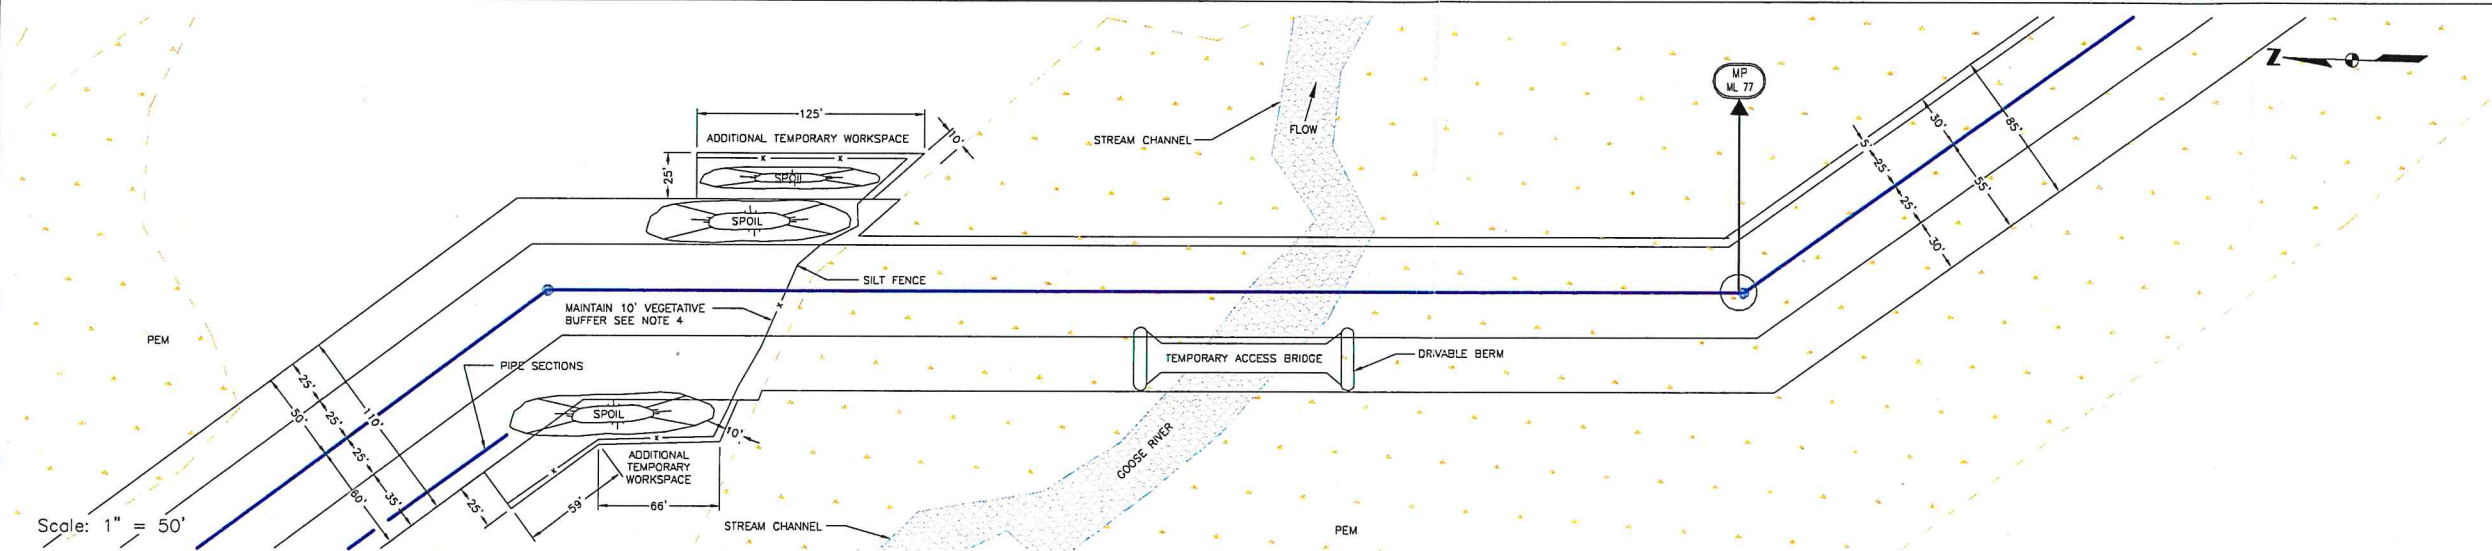 Z
MP
ML 77
125'
ADDITIONAL TEMPORARY WORKSPACE
10'
25'
SPOIL
SPOIL
STREAM CHANNEL
FLOW
5'
25'
25'
30'
30'
55'
85'
SILT FENCE
MAINTAIN 10' VEGETATIVE
BUFFER SEE NOTE 4
PEM
PIPE SECTIONS
TEMPORARY ACCESS BRIDGE
DRIVABLE BERM
25'
25'
25'
35'
50'
60'
110'
SPOIL
10'
ADDITIONAL
TEMPORARY
WORKSPACE
25'
59'
66'
GOOSE RIVER
STREAM CHANNEL
PEM
Scale: 1" = 50'